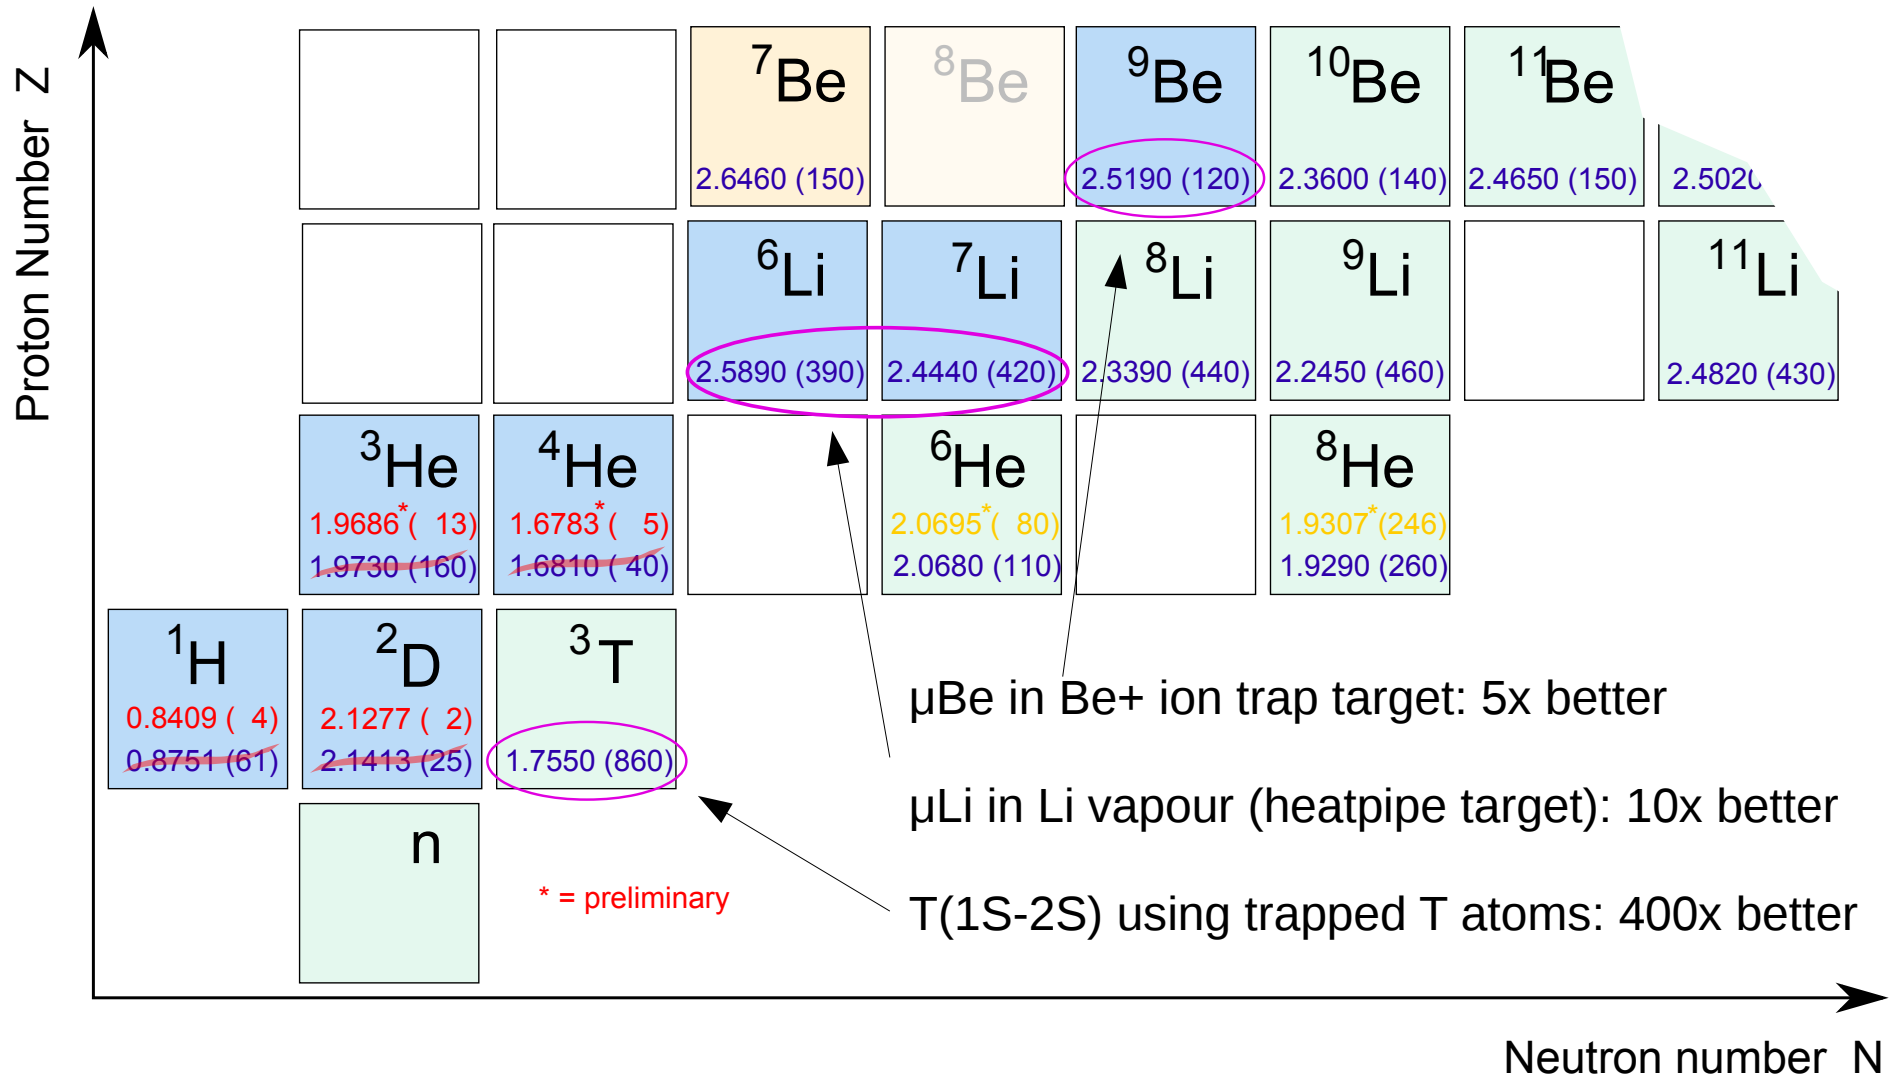 Proton Number Z
⁷Be
⁸Be
⁹Be
¹⁰Be
¹¹Be
2.6460 (150)
2.5190 (120)
2.3600 (140)
2.4650 (150)
2.5020
⁶Li
⁷Li
⁸Li
⁹Li
¹¹Li
2.5890 (390)
2.4440 (420)
2.3390 (440)
2.2450 (460)
2.4820 (430)
³He
1.9686*( 13)
1.9730 (160)
⁴He
1.6783*( 5)
1.6810 ( 40)
⁶He
2.0695*( 80)
2.0680 (110)
⁸He
1.9307*(246)
1.9290 (260)
¹H
0.8409 ( 4)
0.8751 (61)
²D
2.1277 ( 2)
2.1413 (25)
³T
1.7550 (860)
n
* = preliminary
μBe in Be+ ion trap target: 5x better
μLi in Li vapour (heatpipe target): 10x better
T(1S-2S) using trapped T atoms: 400x better
Neutron number N